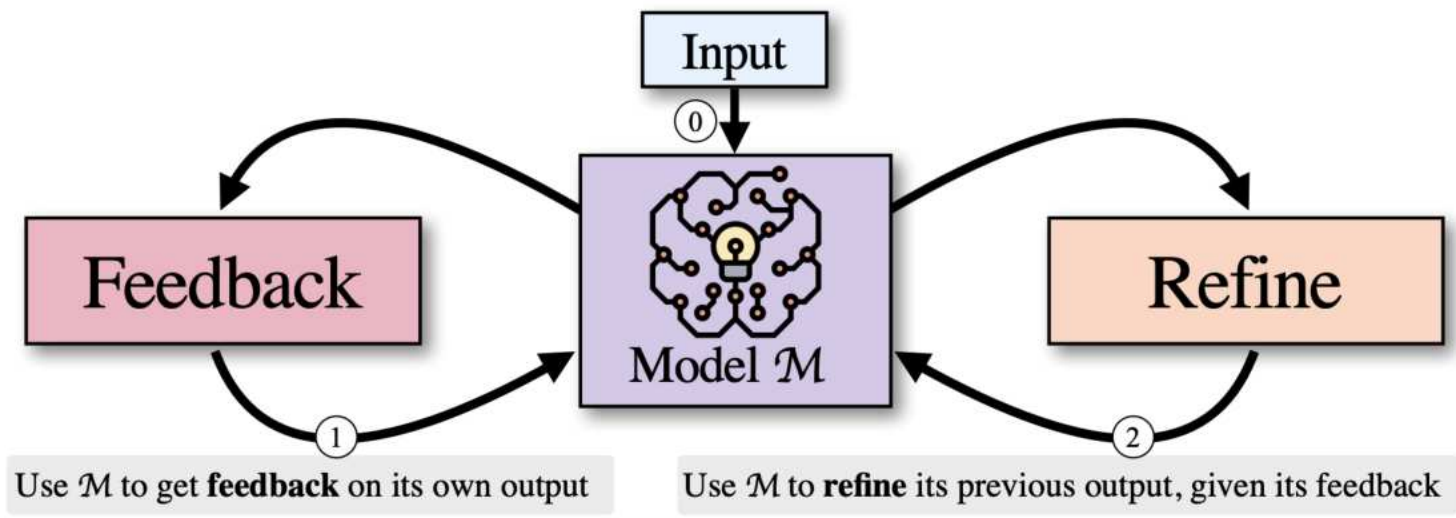 Input
0
Feedback
Refine
Model ℳ
1
2
Use ℳ to get feedback on its own output
Use ℳ to refine its previous output, given its feedback